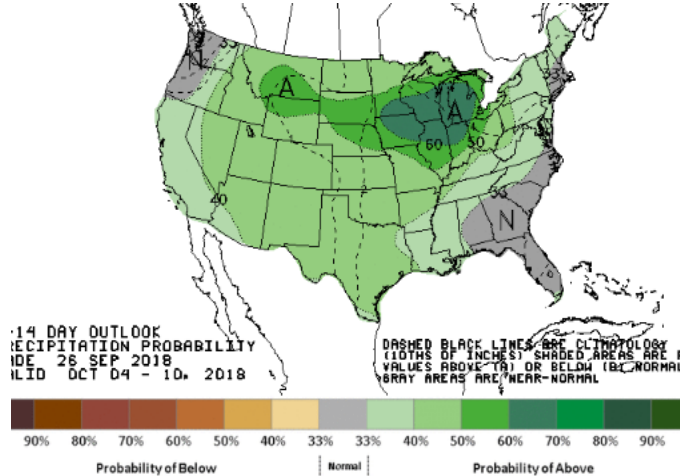 N
33
A
A
60
50
40
33
N
-14 DAY OUTLOOK
RECIPITATION PROBABILITY
ADE 26 SEP 2018
ALID OCT 04 - 10, 2018
DASHED BLACK LINES ARE CLIMATOLOGY
(10THS OF INCHES) SHADED AREAS ARE F
VALUES ABOVE (A) OR BELOW (B) NORMAL
GRAY AREAS ARE NEAR-NORMAL
90% 80% 70% 60% 50% 40% 33% 33% 40% 50% 60% 70% 80% 90%
Probability of Below Normal Probability of Above